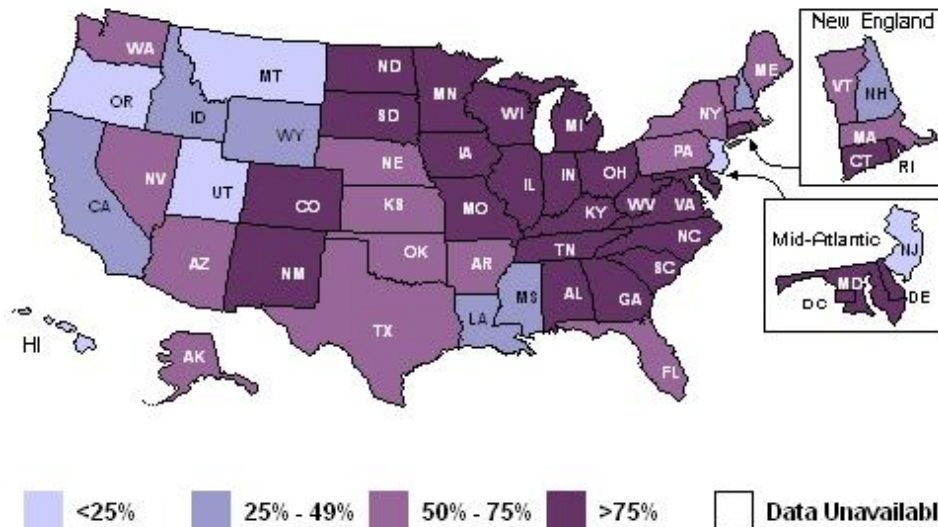 New England
WA
MT
ND
MN
ME
VT
NH
OR
ID
SD
WI
MI
NY
WY
MA
IA
PA
CT
RI
NE
NV
UT
IL
IN
OH
CO
CA
KS
MO
KY
WV
VA
Mid-Atlantic
NJ
TN
NC
AZ
NM
OK
AR
SC
MS
AL
GA
MD
DC
DE
LA
TX
HI
AK
FL
<25%
25% - 49%
50% - 75%
>75%
Data Unavailabl